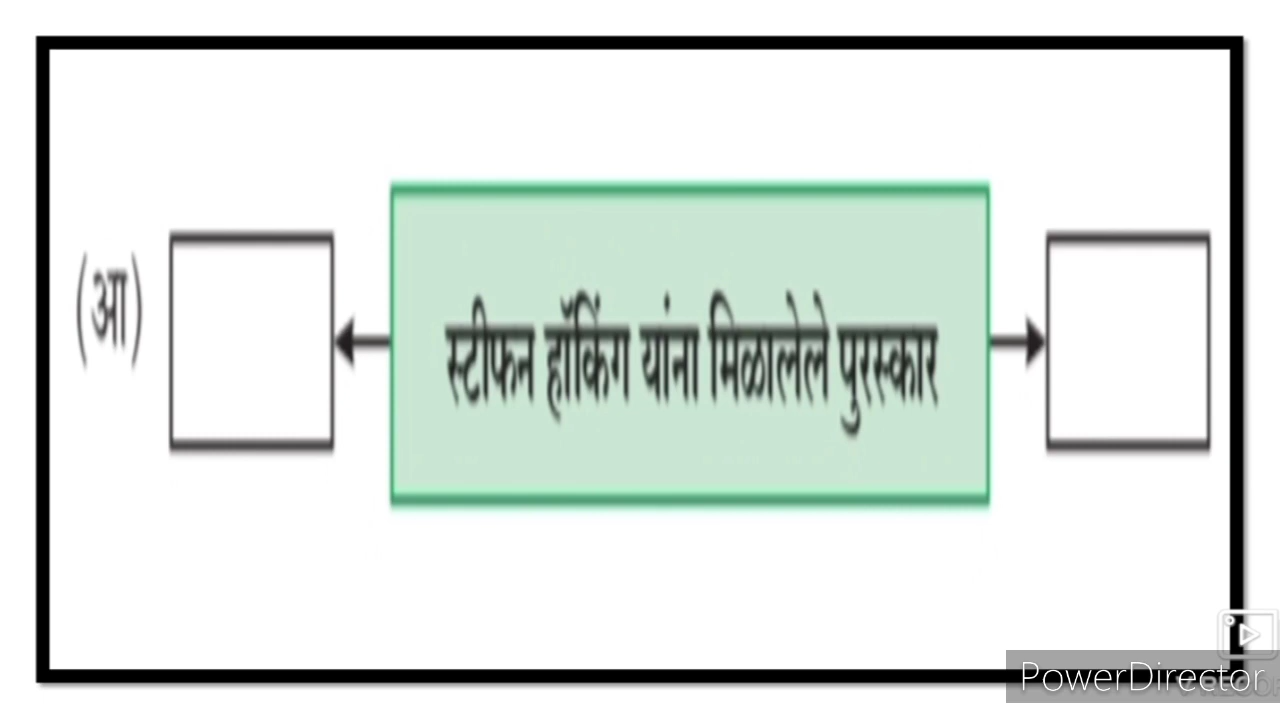 (आ)
स्टीफन हॉकिंग यांना मिळालेले पुरस्कार
PowerDirector